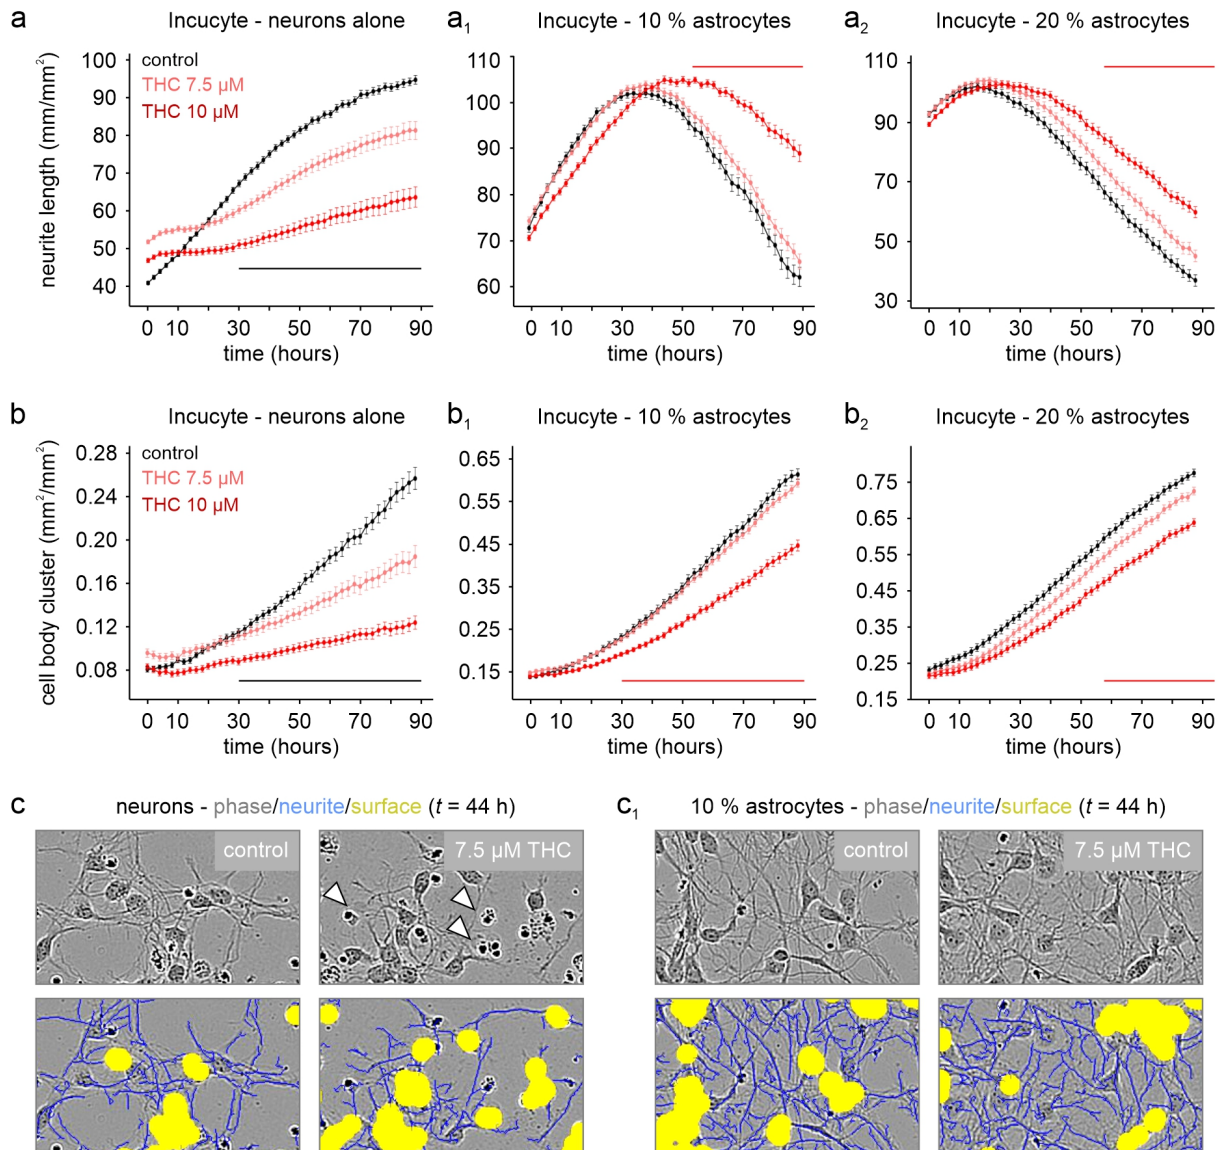 a Incucyte - neurons alone
a1 Incucyte - 10 % astrocytes
a2 Incucyte - 20 % astrocytes
neurite length (mm/mm²)
control
THC 7.5 µM
THC 10 µM
100
90
80
70
60
50
40
0 10 30 50 70 90
time (hours)
110
100
90
80
70
60
0 10 30 50 70 90
time (hours)
110
90
70
50
30
0 10 30 50 70 90
time (hours)
b Incucyte - neurons alone
b1 Incucyte - 10 % astrocytes
b2 Incucyte - 20 % astrocytes
cell body cluster (mm²/mm²)
control
THC 7.5 µM
THC 10 µM
0.28
0.24
0.20
0.16
0.12
0.08
0 10 30 50 70 90
time (hours)
0.65
0.55
0.45
0.35
0.25
0.15
0 10 30 50 70 90
time (hours)
0.75
0.65
0.55
0.45
0.35
0.25
0.15
0 10 30 50 70 90
time (hours)
c neurons - phase/neurite/surface (t = 44 h)
control
7.5 µM THC
c1 10 % astrocytes - phase/neurite/surface (t = 44 h)
control
7.5 µM THC